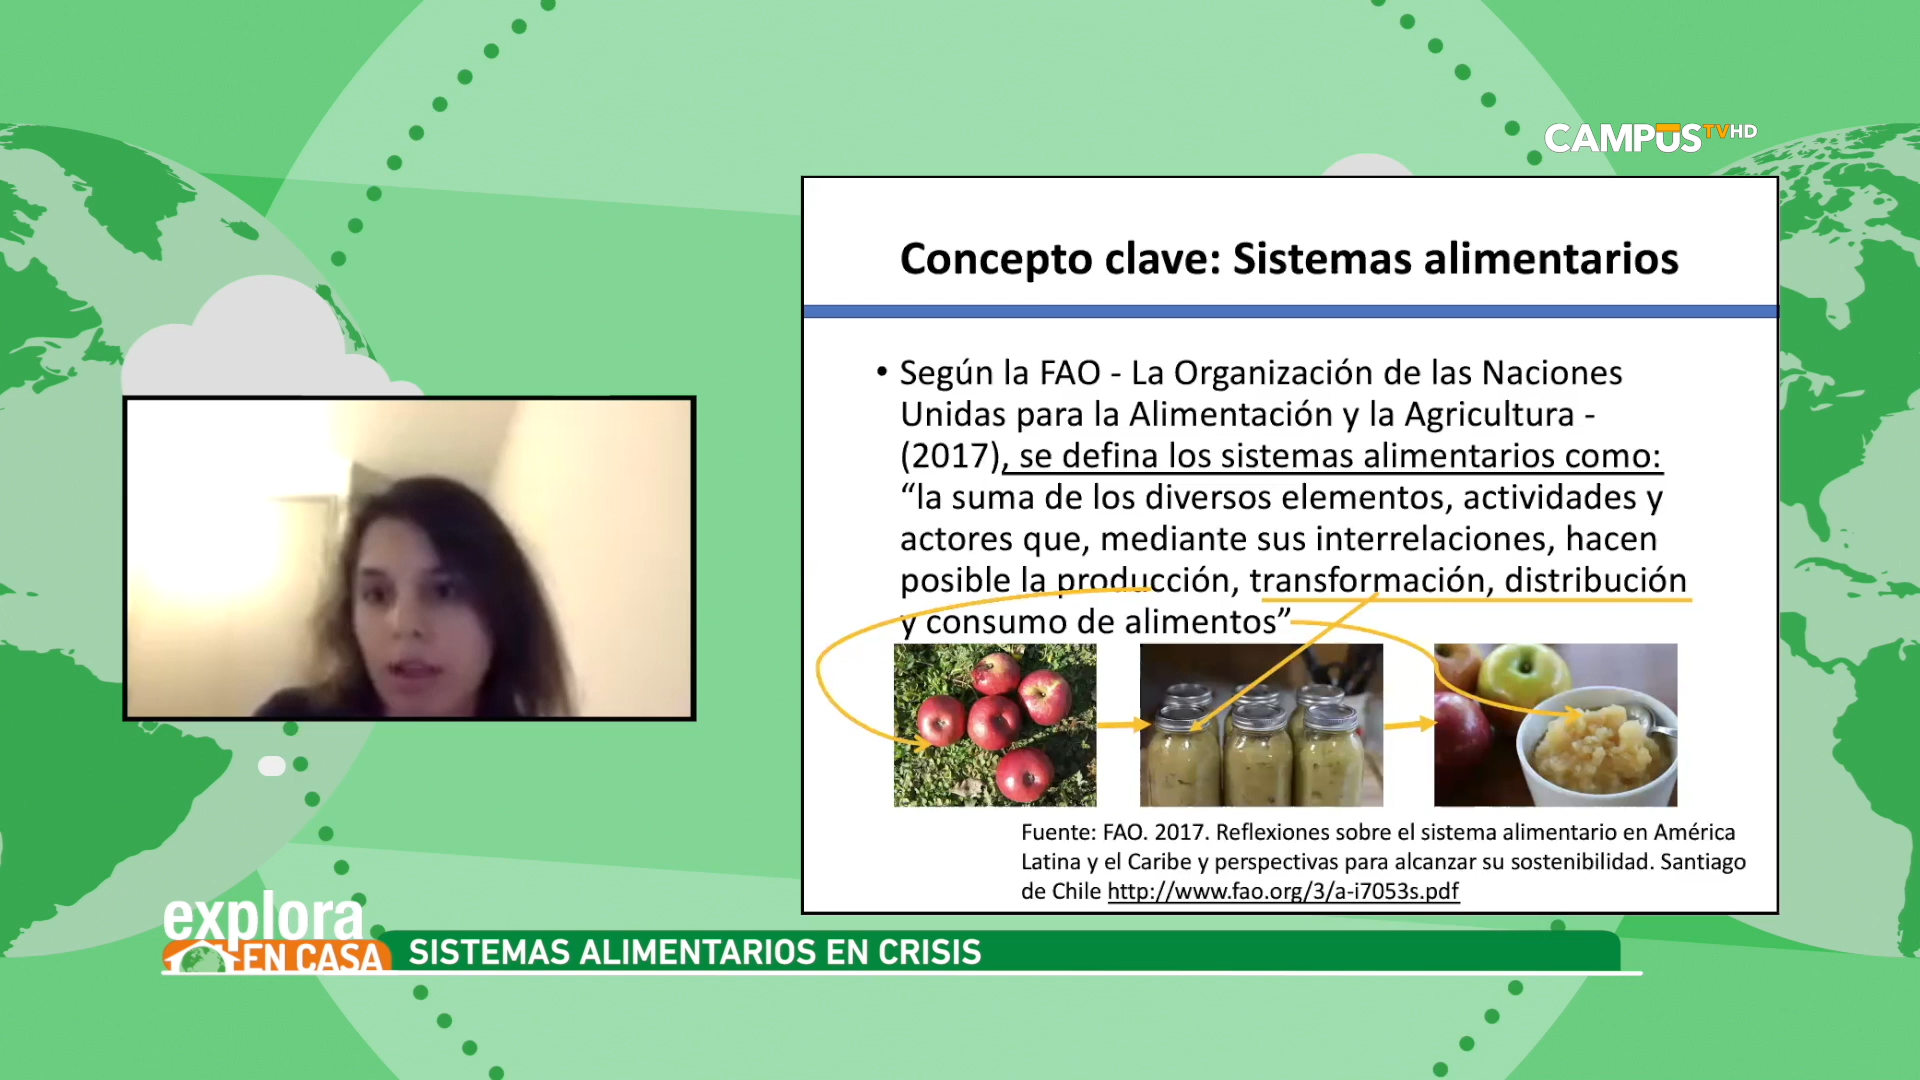 CAMPUSTVHD
Concepto clave: Sistemas alimentarios
• Según la FAO - La Organización de las Naciones
Unidas para la Alimentación y la Agricultura -
(2017), se defina los sistemas alimentarios como:
“la suma de los diversos elementos, actividades y
actores que, mediante sus interrelaciones, hacen
posible la producción, transformación, distribución
y consumo de alimentos”
Fuente: FAO. 2017. Reflexiones sobre el sistema alimentario en América
Latina y el Caribe y perspectivas para alcanzar su sostenibilidad. Santiago
de Chile http://www.fao.org/3/a-i7053s.pdf
explora
EN CASA
SISTEMAS ALIMENTARIOS EN CRISIS